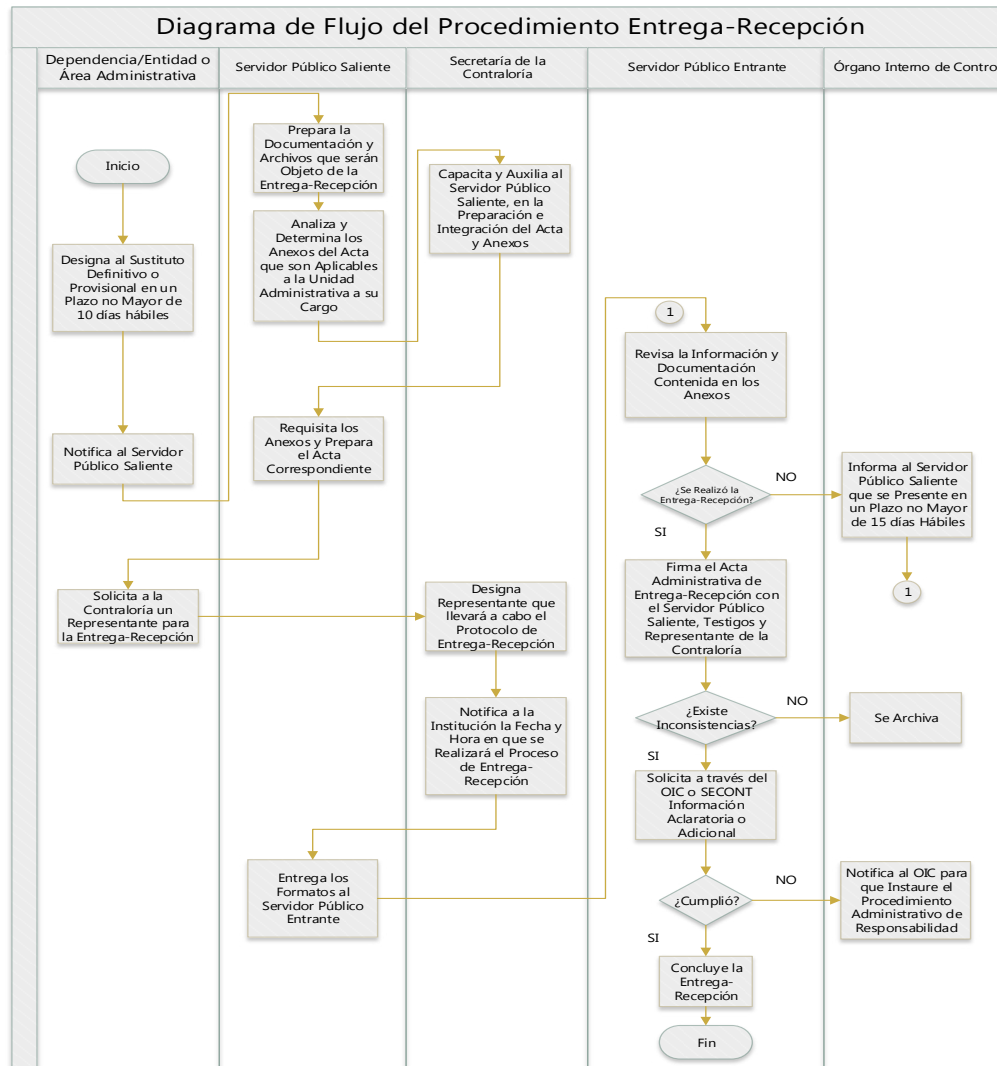 Diagrama de Flujo del Procedimiento Entrega-Recepción
Dependencia/Entidad o
Área Administrativa
Servidor Público Saliente
Secretaría de la
Contraloría
Servidor Público Entrante
Órgano Interno de Contro
Inicio
Designa al Sustituto
Definitivo o
Provisional en un
Plazo no Mayor de
10 días hábiles
Notifica al Servidor
Público Saliente
Prepara la
Documentación y
Archivos que serán
Objeto de la
Entrega-Recepción
Analiza y
Determina los
Anexos del Acta
que son Aplicables
a la Unidad
Administrativa a su
Cargo
Capacita y Auxilia al
Servidor Público
Saliente, en la
Preparación e
Integración del Acta
y Anexos
Requisita los
Anexos y Prepara
el Acta
Correspondiente
Solicita a la
Contraloría un
Representante para
la Entrega-Recepción
Designa
Representante que
llevará a cabo el
Protocolo de
Entrega-Recepción
Notifica a la
Institución la Fecha y
Hora en que se
Realizará el Proceso
de Entrega-
Recepción
Entrega los
Formatos al
Servidor Público
Entrante
1
Revisa la Información y
Documentación
Contenida en los
Anexos
¿Se Realizó la
Entrega-Recepción?
NO
Informa al Servidor
Público Saliente
que se Presente en
un Plazo no Mayor
de 15 días Hábiles
1
SI
Firma el Acta
Administrativa de
Entrega-Recepción con
el Servidor Público
Saliente, Testigos y
Representante de la
Contraloría
¿Existe
Inconsistencias?
NO
Se Archiva
SI
Solicita a través del
OIC o SECONT
Información
Aclaratoria o
Adicional
¿Cumplió?
NO
Notifica al OIC para
que Instaure el
Procedimiento
Administrativo de
Responsabilidad
SI
Concluye la
Entrega-
Recepción
Fin